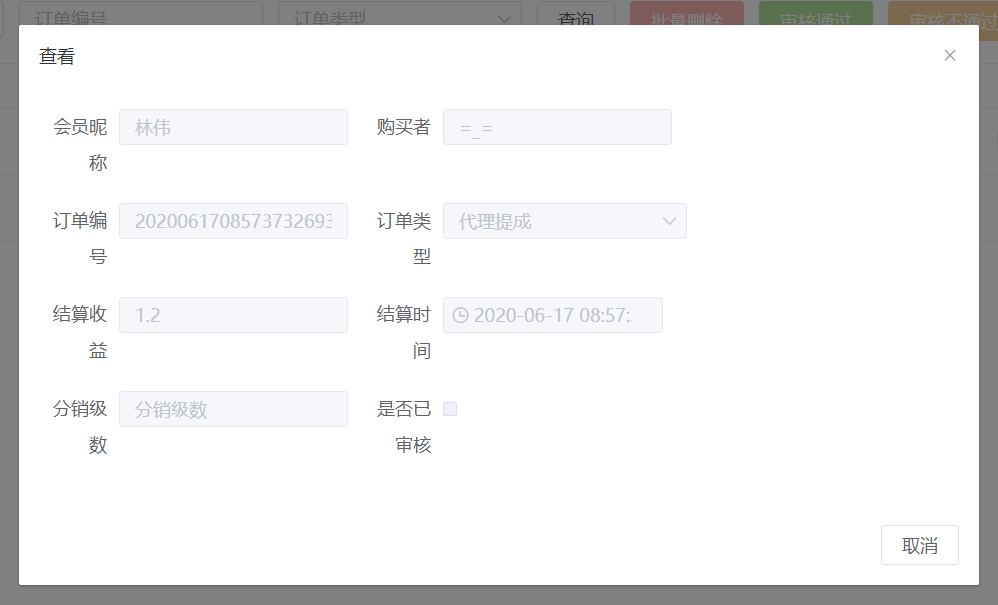 订单编号 订单类型 查询 批量删除 审核通过 审核不通过
查看
会员昵称 林伟 购买者 =_=
订单编号 2020061708573732693 订单类型 代理提成
结算收益 1.2 结算时间 2020-06-17 08:57:
分销级数 分销级数 是否已审核
取消